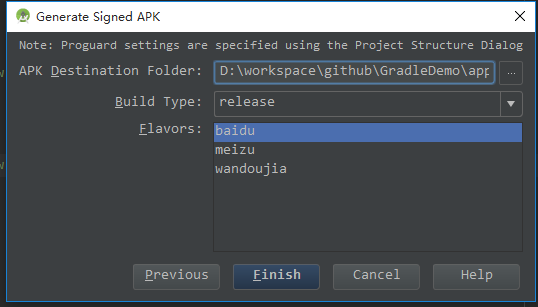 Generate Signed APK
Note: Proguard settings are specified using the Project Structure Dialog
APK Destination Folder: D:\workspace\github\GradleDemo\app ...
Build Type: release
Flavors: baidu
meizu
wandoujia
Previous Finish Cancel Help